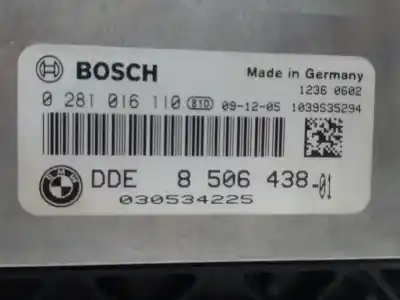 BOSCH
Made in Germany
1236 0602
0 281 016 110 810 09-12-05 1039S35294
BMW
DDE 8 506 438-01
030534225